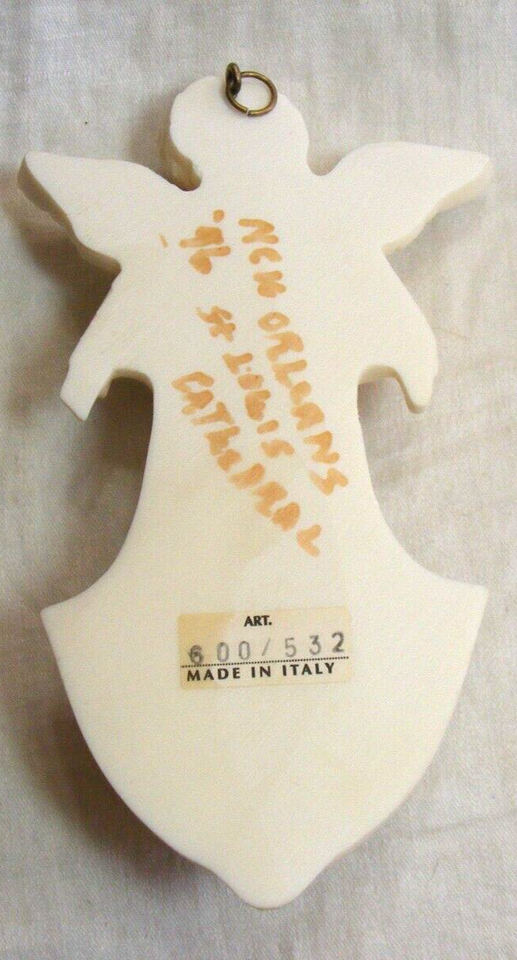 NEW ORLEANS
'96
St Louis
CATHEDRAL
ART.
600/532
MADE IN ITALY